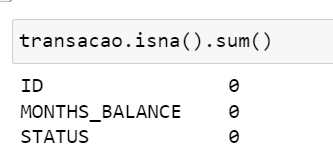 transacao.isna().sum()
ID 0
MONTHS_BALANCE 0
STATUS 0